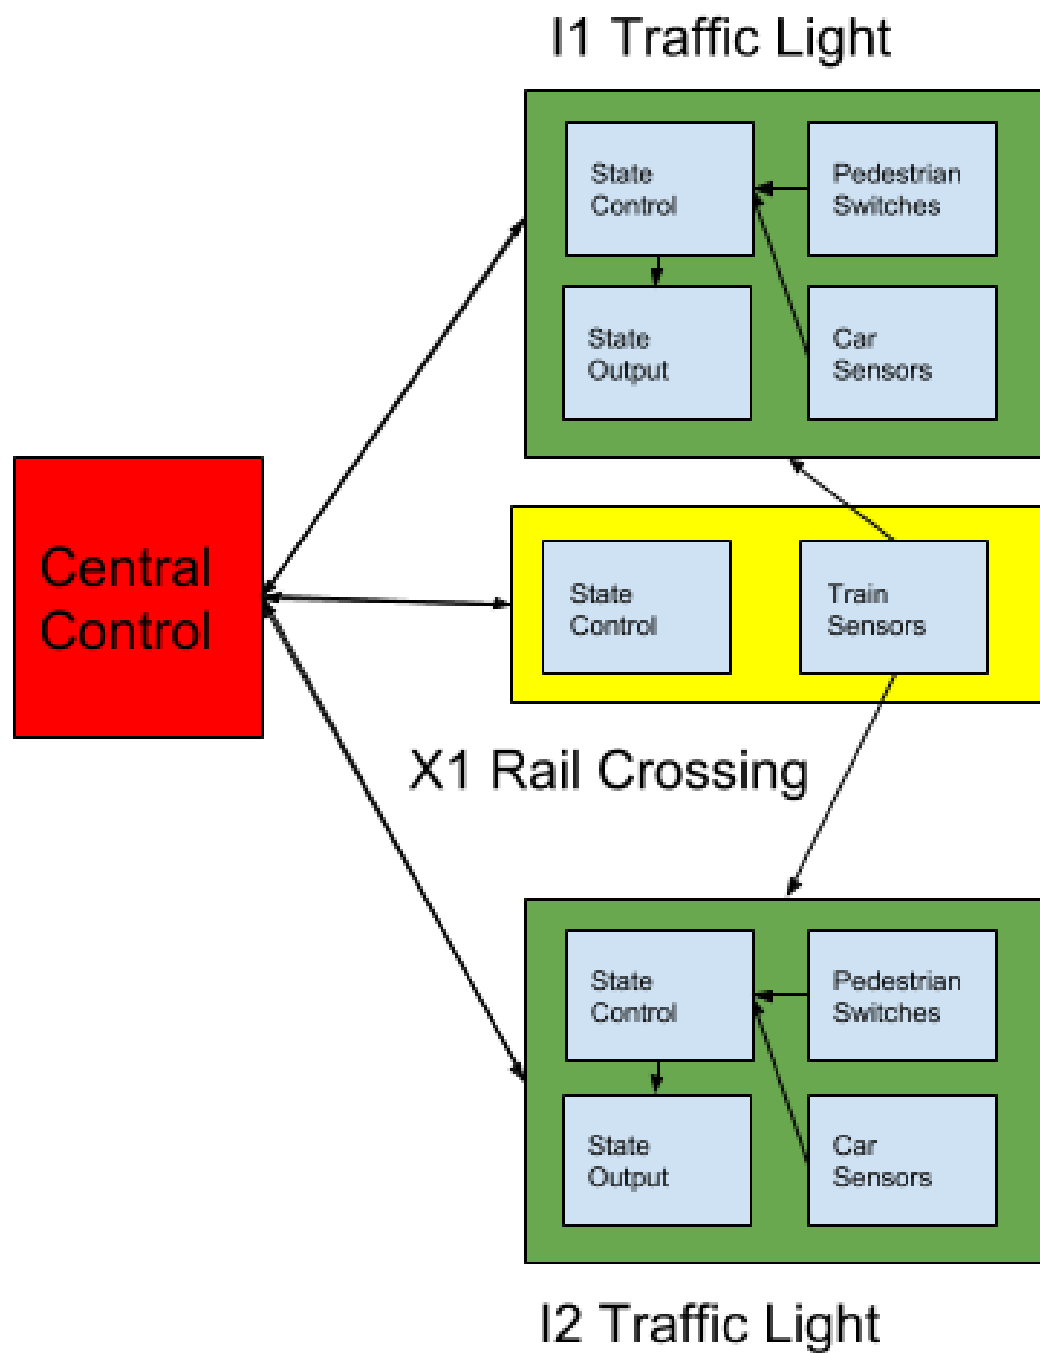 I1 Traffic Light
State
Control
Pedestrian
Switches
State
Output
Car
Sensors
Central
Control
State
Control
Train
Sensors
X1 Rail Crossing
State
Control
Pedestrian
Switches
State
Output
Car
Sensors
I2 Traffic Light